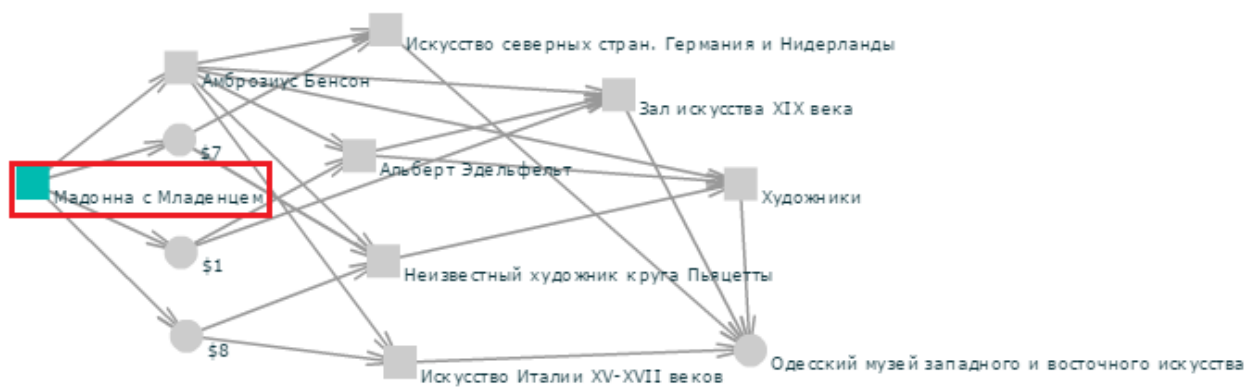 Искусство северных стран. Германия и Нидерланды
Амброзиус Бенсон
Зал искусства XIX века
$7
Альберт Эдельфельт
Мадонна с Младенцем
Художники
$1
Неизвестный художник круга Пьяцетты
$8
Одесский музей западного и восточного искусства
Искусство Италии XV-XVII веков